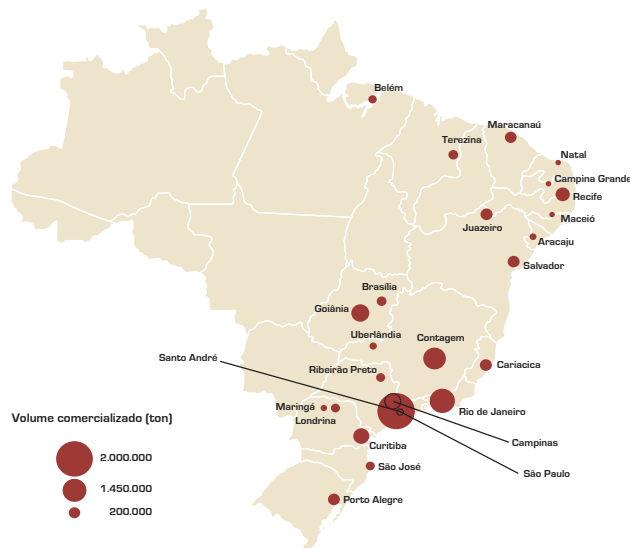 Belém
Maracanaú
Terezina
Natal
Campina Grande
Recife
Maceió
Juazeiro
Aracaju
Salvador
Brasília
Goiânia
Uberlândia
Contagem
Santo André
Cariacica
Ribeirão Preto
Maringá
Londrina
Rio de Janeiro
Volume comercializado (ton)
Curitiba
Campinas
2.000.000
São José
São Paulo
1.450.000
Porto Alegre
200.000